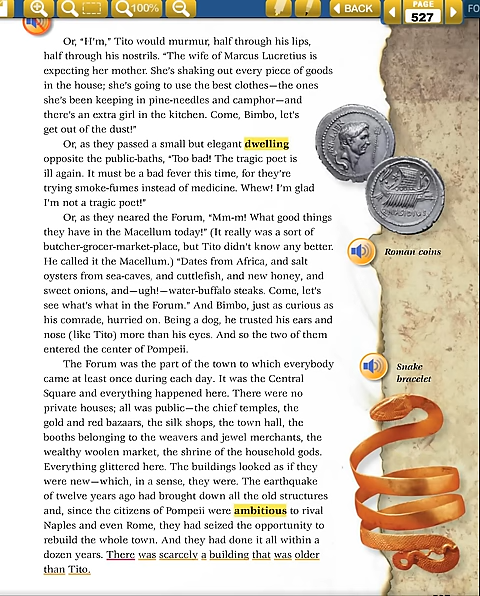 100%
BACK
PAGE
527
FO
Or, “H’m,” Tito would murmur, half through his lips,
half through his nostrils. “The wife of Marcus Lucretius is
expecting her mother. She’s shaking out every piece of goods
in the house; she’s going to use the best clothes—the ones
she’s been keeping in pine-needles and camphor—and
there’s an extra girl in the kitchen. Come, Bimbo, let’s
get out of the dust!”
Or, as they passed a small but elegant dwelling
opposite the public-baths, “Too bad! The tragic poet is
ill again. It must be a bad fever this time, for they’re
trying smoke-fumes instead of medicine. Whew! I’m glad
I’m not a tragic poet!”
Or, as they neared the Forum, “Mm-m! What good things
they have in the Macellum today!” (It really was a sort of
butcher-grocer-market-place, but Tito didn’t know any better.
He called it the Macellum.) “Dates from Africa, and salt
oysters from sea-caves, and cuttlefish, and new honey, and
sweet onions, and—ugh!—water-buffalo steaks. Come, let’s
see what’s what in the Forum.” And Bimbo, just as curious as
his comrade, hurried on. Being a dog, he trusted his ears and
nose (like Tito) more than his eyes. And so the two of them
entered the center of Pompeii.
The Forum was the part of the town to which everybody
came at least once during each day. It was the Central
Square and everything happened here. There were no
private houses; all was public—the chief temples, the
gold and red bazaars, the silk shops, the town hall, the
booths belonging to the weavers and jewel merchants, the
wealthy woolen market, the shrine of the household gods.
Everything glittered here. The buildings looked as if they
were new—which, in a sense, they were. The earthquake
of twelve years ago had brought down all the old structures
and, since the citizens of Pompeii were ambitious to rival
Naples and even Rome, they had seized the opportunity to
rebuild the whole town. And they had done it all within a
dozen years. There was scarcely a building that was older
than Tito.
Roman coins
Snake
bracelet